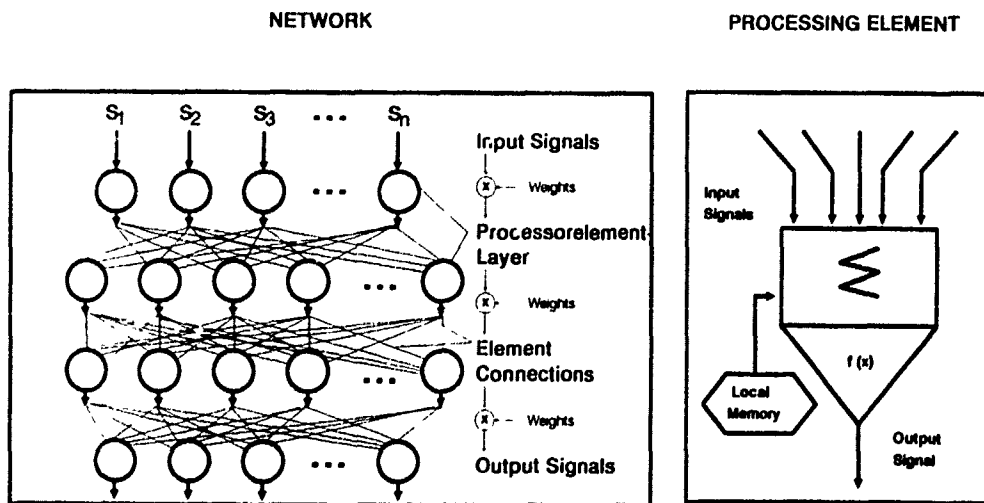 NETWORK
PROCESSING ELEMENT
S1 S2 S3 ... Sn
Input Signals
x Weights
Processorelement-
Layer
x Weights
Element
Connections
x Weights
Output Signals
Input
Signals
Σ
f (x)
Local
Memory
Output
Signal